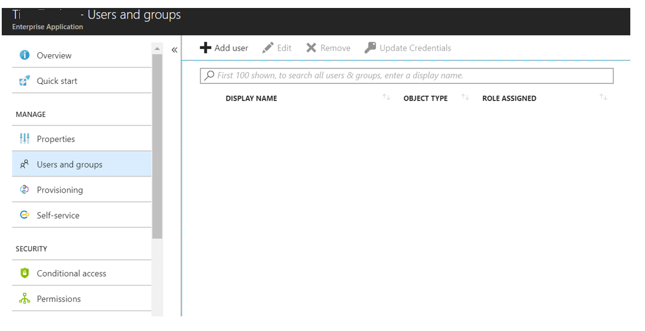 - Users and groups
Enterprise Application
Overview
Quick start
MANAGE
Properties
Users and groups
Provisioning
Self-service
SECURITY
Conditional access
Permissions
«
Add user Edit Remove Update Credentials
First 100 shown, to search all users & groups, enter a display name.
DISPLAY NAME OBJECT TYPE ROLE ASSIGNED